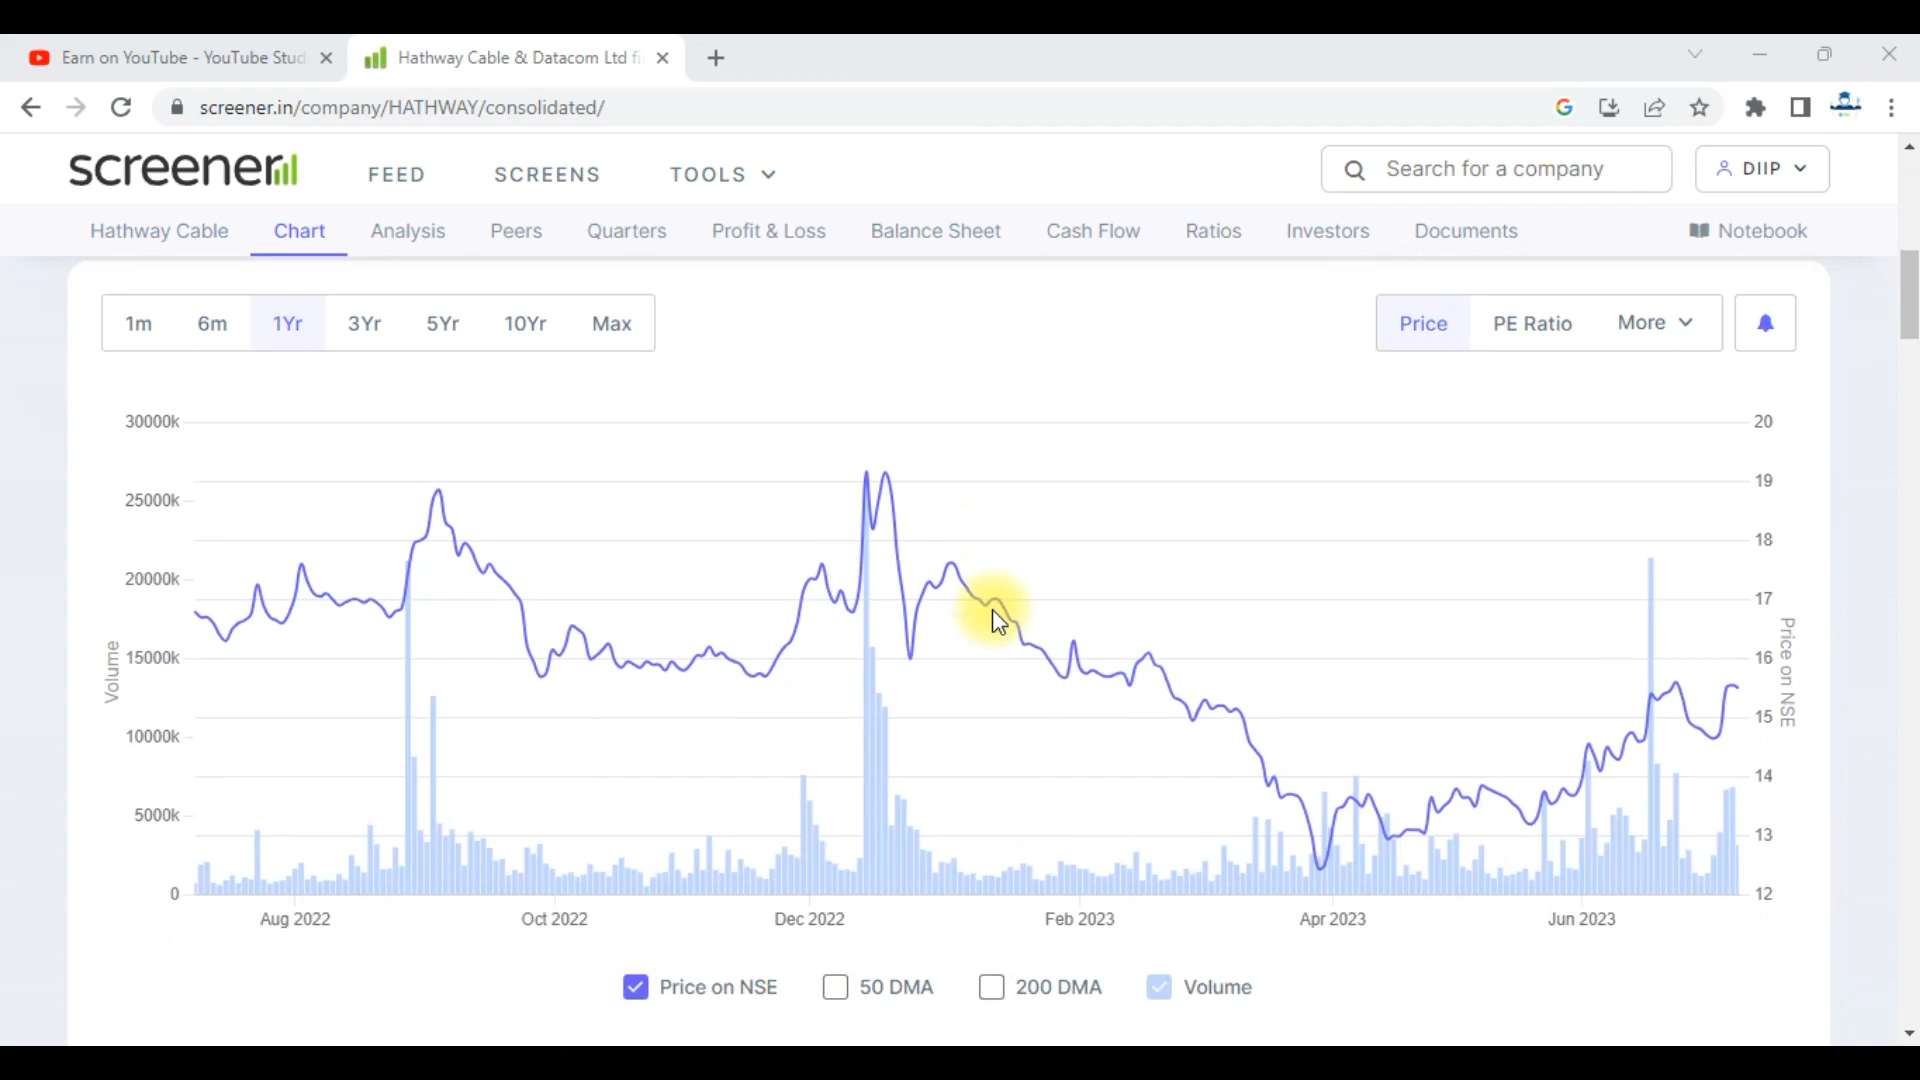 Earn on YouTube - YouTube Stud
Hathway Cable & Datacom Ltd fi
screener.in/company/HATHWAY/consolidated/
screener
FEED SCREENS TOOLS
Search for a company
DIIP
Hathway Cable Chart Analysis Peers Quarters Profit & Loss Balance Sheet Cash Flow Ratios Investors Documents Notebook
1m 6m 1Yr 3Yr 5Yr 10Yr Max
Price PE Ratio More
30000k 20
19
25000k
18
20000k
17
15000k 16
Volume
Price on NSE
15
10000k
14
5000k
13
0 12
Aug 2022 Oct 2022 Dec 2022 Feb 2023 Apr 2023 Jun 2023
Price on NSE 50 DMA 200 DMA Volume